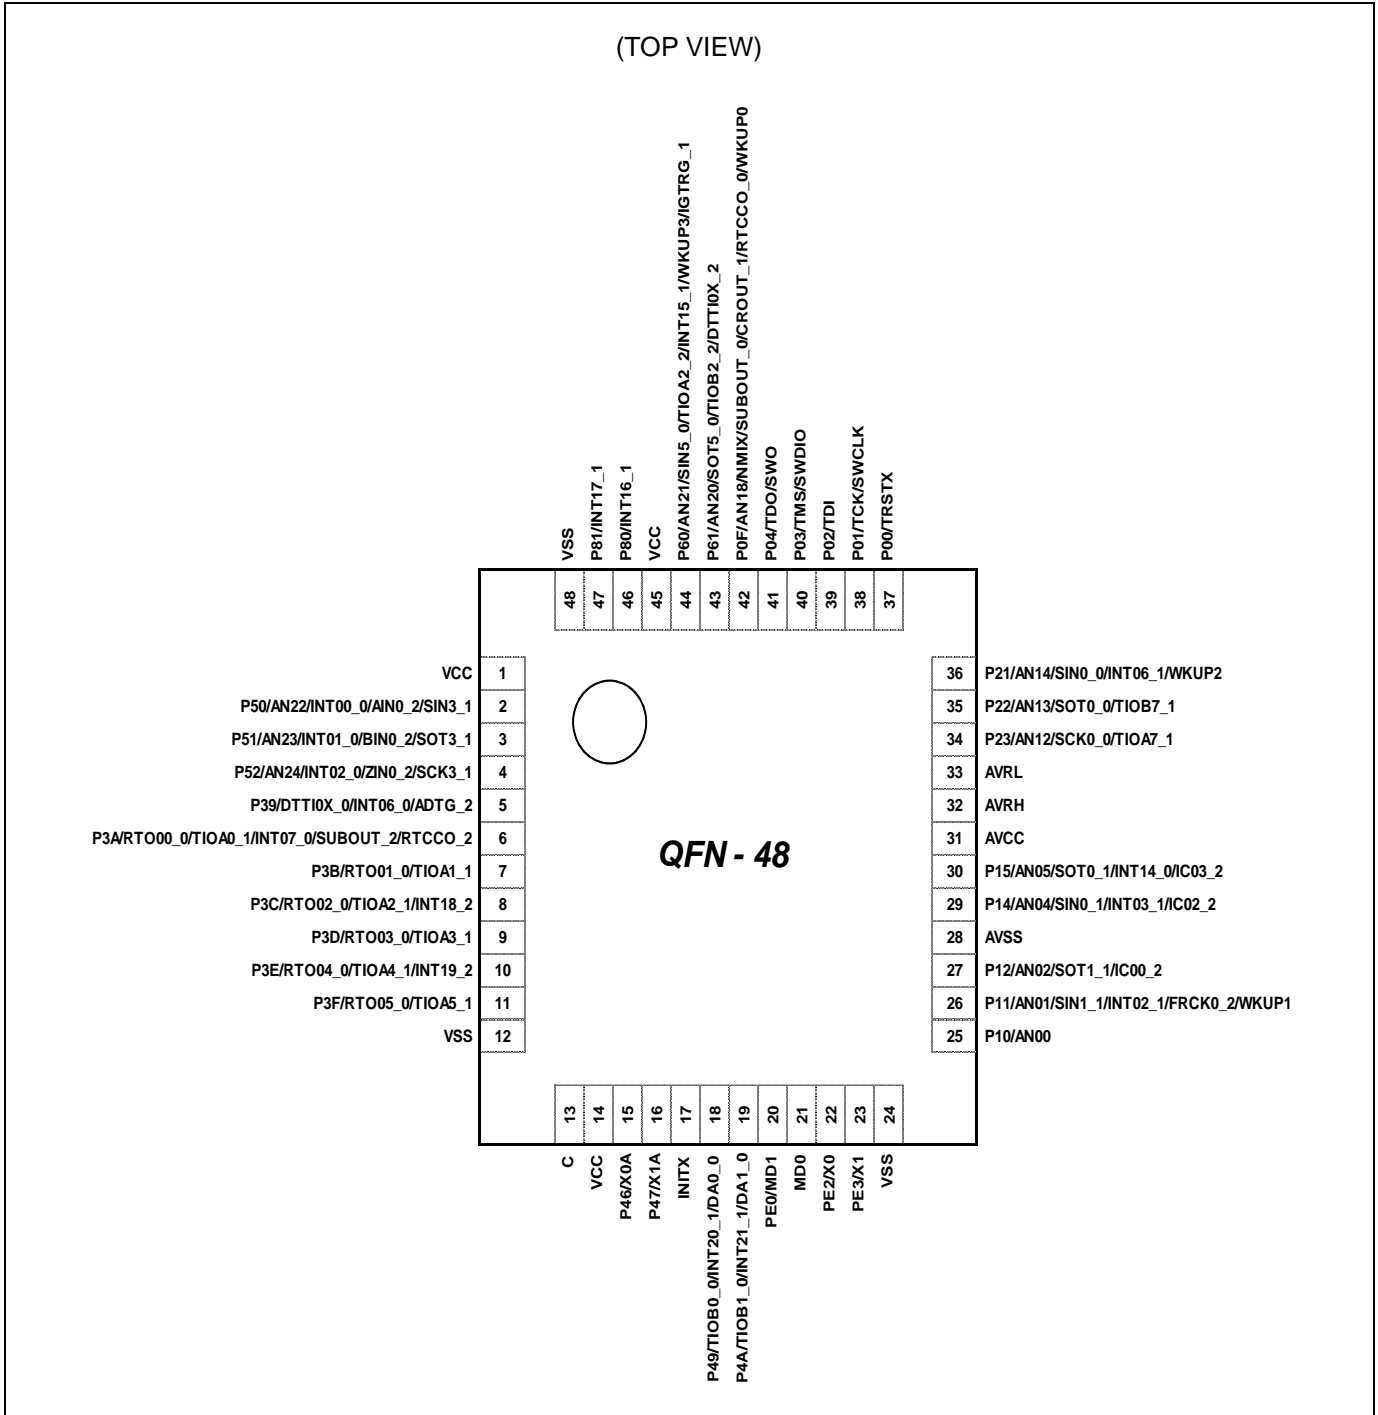 (TOP VIEW)
VSS
P81/INT17_1
P80/INT16_1
VCC
P60/AN21/SIN5_0/TIOA2_2/INT15_1/WKUP3/IGTRG_1
P61/AN20/SOT5_0/TIOB2_2/DTTI0X_2
P0F/AN18/NMIX/SUBOUT_0/CROUT_1/RTCCO_0/WKUP0
P04/TDO/SWO
P03/TMS/SWDIO
P02/TDI
P01/TCK/SWCLK
P00/TRSTX
48
47
46
45
44
43
42
41
40
39
38
37
VCC 1
P50/AN22/INT00_0/AIN0_2/SIN3_1 2
P51/AN23/INT01_0/BIN0_2/SOT3_1 3
P52/AN24/INT02_0/ZIN0_2/SCK3_1 4
P39/DTTI0X_0/INT06_0/ADTG_2 5
P3A/RTO00_0/TIOA0_1/INT07_0/SUBOUT_2/RTCCO_2 6
P3B/RTO01_0/TIOA1_1 7
P3C/RTO02_0/TIOA2_1/INT18_2 8
P3D/RTO03_0/TIOA3_1 9
P3E/RTO04_0/TIOA4_1/INT19_2 10
P3F/RTO05_0/TIOA5_1 11
VSS 12
QFN - 48
36 P21/AN14/SIN0_0/INT06_1/WKUP2
35 P22/AN13/SOT0_0/TIOB7_1
34 P23/AN12/SCK0_0/TIOA7_1
33 AVRL
32 AVRH
31 AVCC
30 P15/AN05/SOT0_1/INT14_0/IC03_2
29 P14/AN04/SIN0_1/INT03_1/IC02_2
28 AVSS
27 P12/AN02/SOT1_1/IC00_2
26 P11/AN01/SIN1_1/INT02_1/FRCK0_2/WKUP1
25 P10/AN00
13
14
15
16
17
18
19
20
21
22
23
24
C
VCC
P46/X0A
P47/X1A
INITX
P49/TIOB0_0/INT20_1/DA0_0
P4A/TIOB1_0/INT21_1/DA1_0
PE0/MD1
MD0
PE2/X0
PE3/X1
VSS